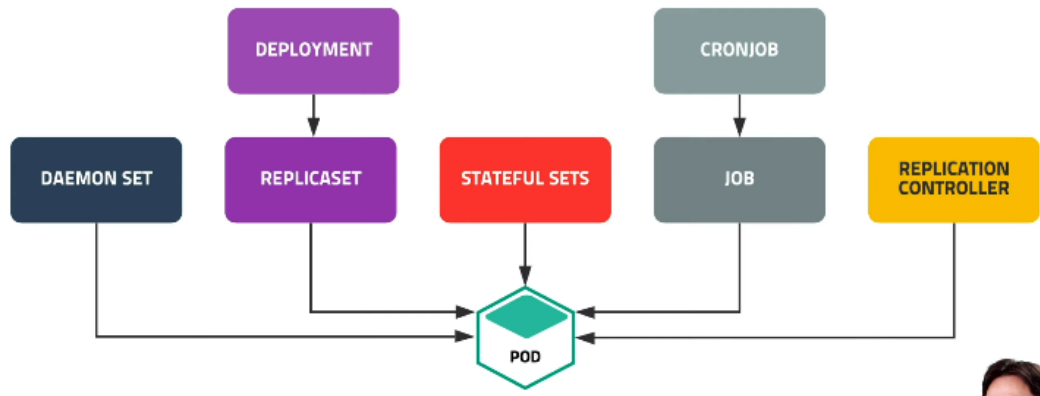 DEPLOYMENT
CRONJOB
DAEMON SET
REPLICASET
STATEFUL SETS
JOB
REPLICATION
CONTROLLER
POD